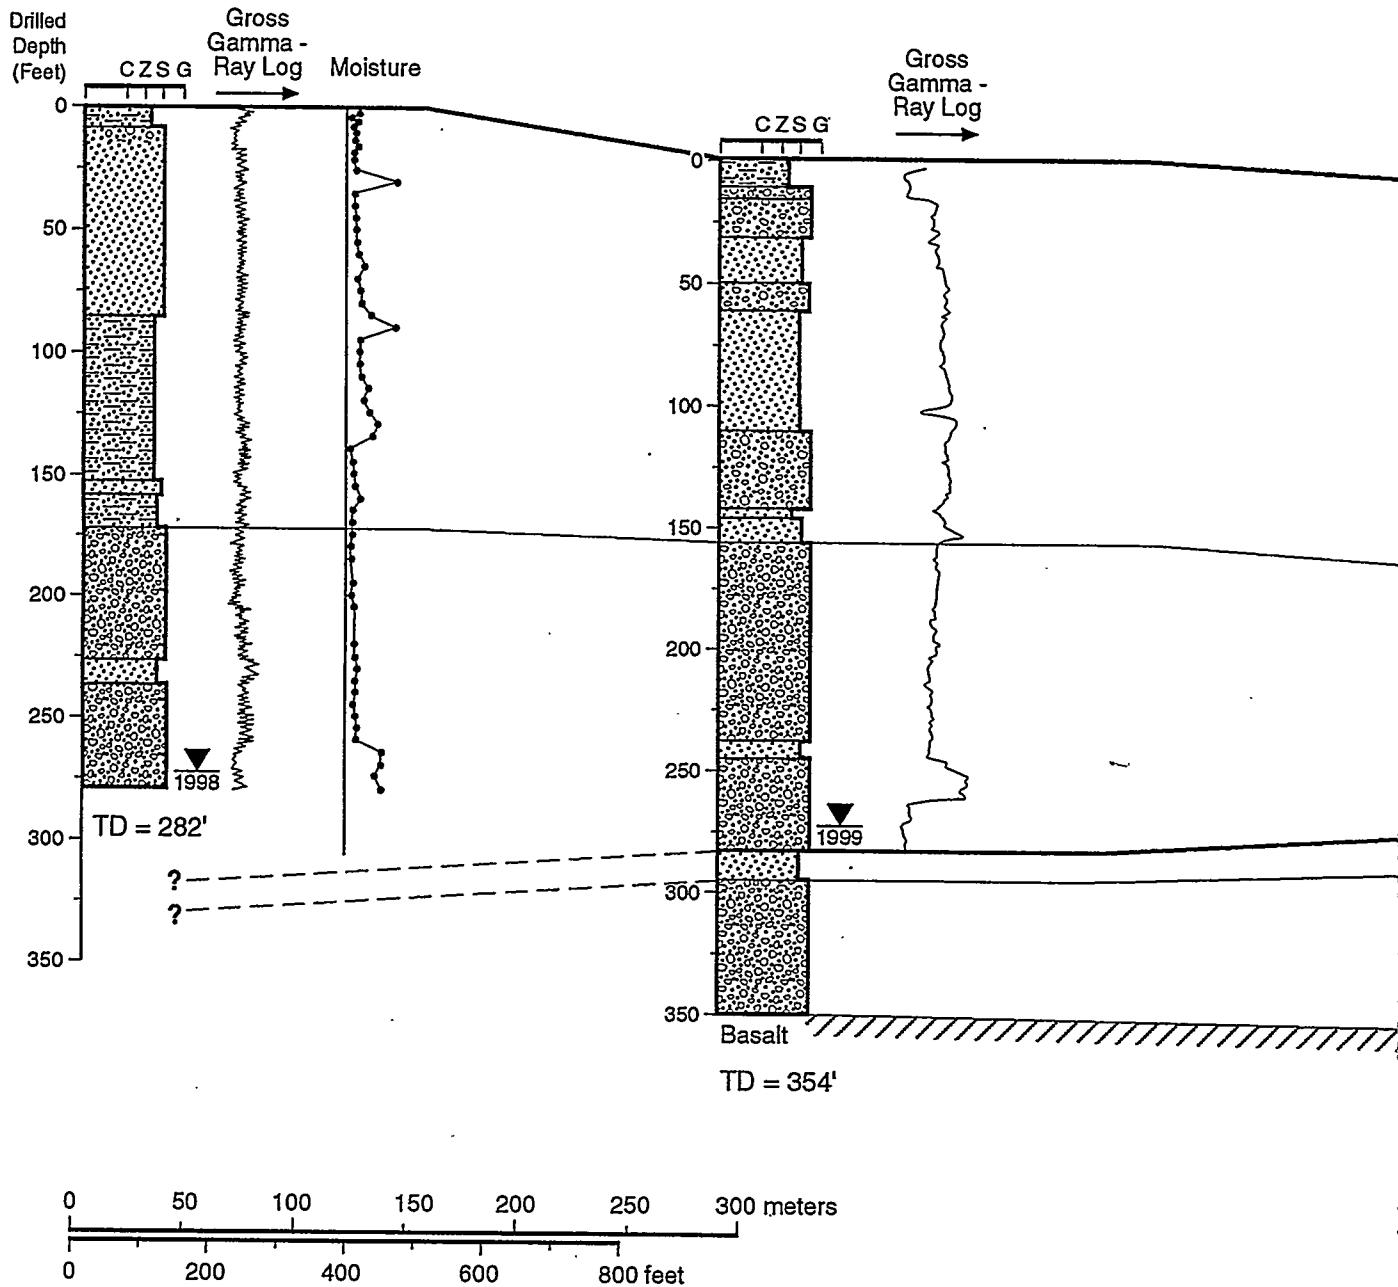 Drilled
Depth
(Feet)
C Z S G
Gross
Gamma -
Ray Log
Moisture
0
50
100
150
200
250
300
350
1998
TD = 282'
?
?
Gross
Gamma -
Ray Log
C Z S G
0
50
100
150
200
250
300
350
1999
Basalt
TD = 354'
0 50 100 150 200 250 300 meters
0 200 400 600 800 feet